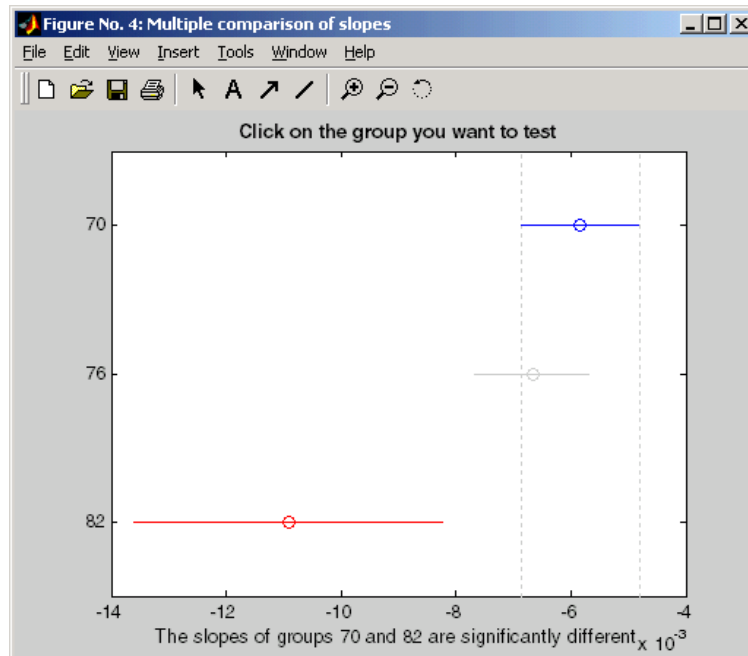 Figure No. 4: Multiple comparison of slopes
File Edit View Insert Tools Window Help
A
Click on the group you want to test
70
76
82
-14 -12 -10 -8 -6 -4
The slopes of groups 70 and 82 are significantly different x 10⁻³